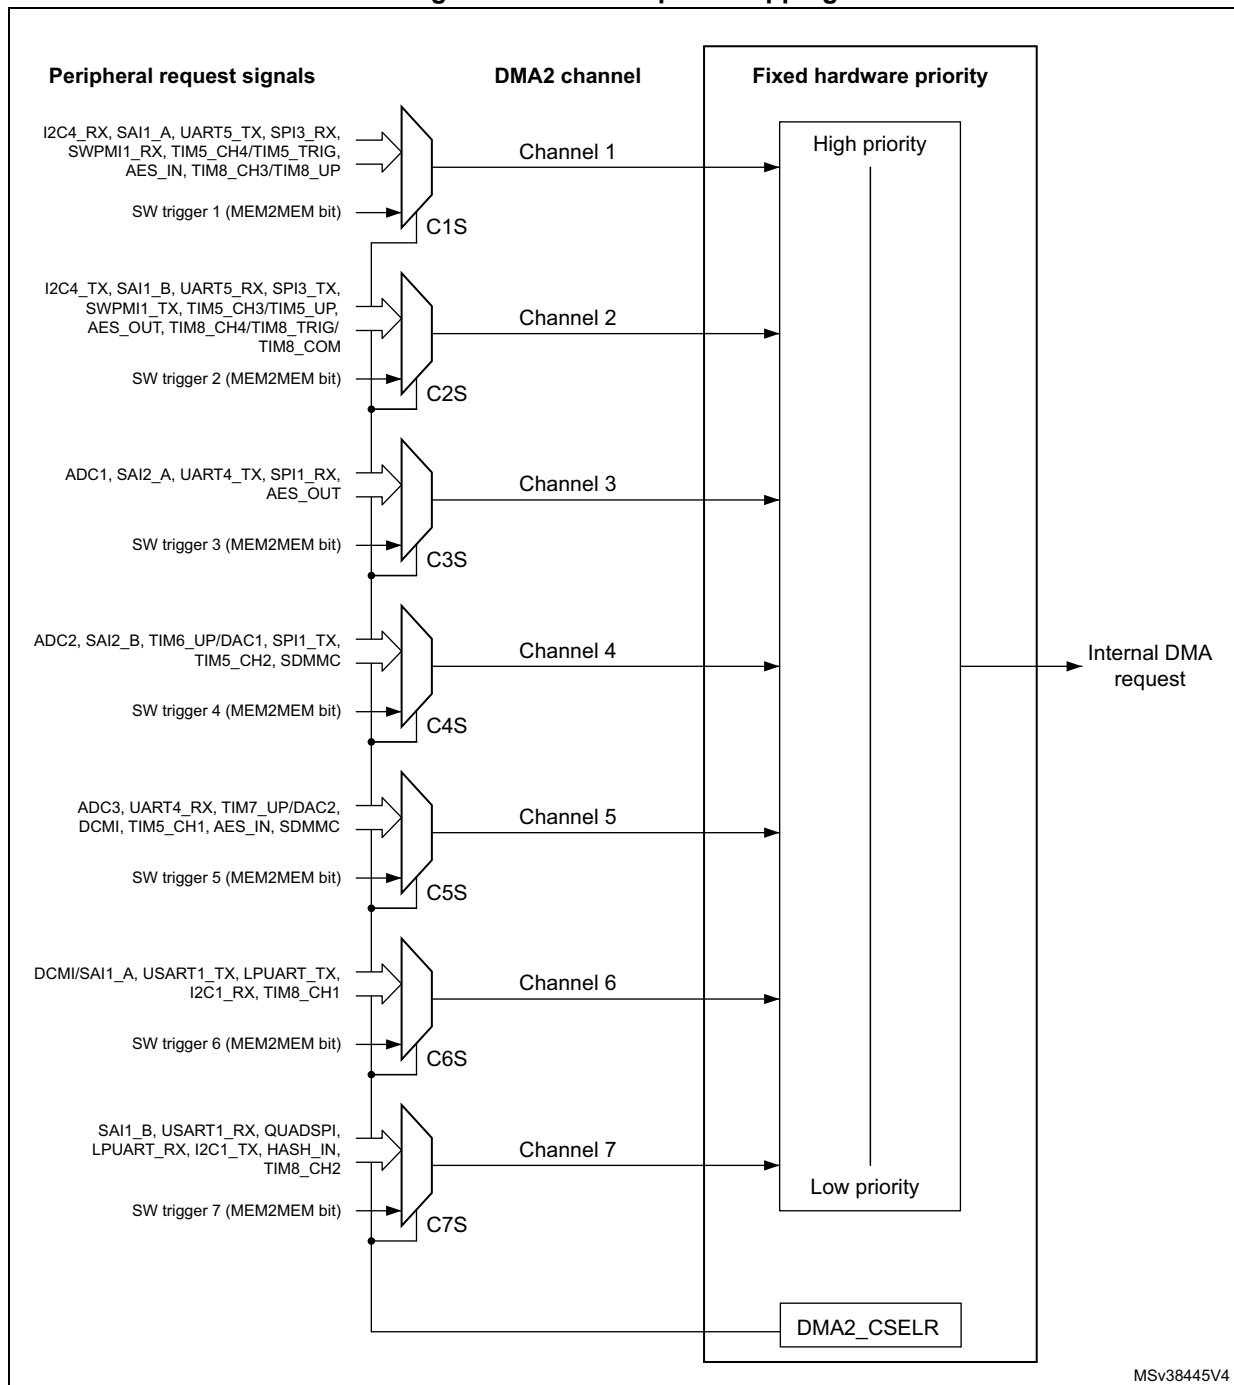 Peripheral request signals
DMA2 channel
Fixed hardware priority
High priority
I2C4_RX, SAI1_A, UART5_TX, SPI3_RX,
SWPMI1_RX, TIM5_CH4/TIM5_TRIG,
AES_IN, TIM8_CH3/TIM8_UP
Channel 1
SW trigger 1 (MEM2MEM bit)
C1S
I2C4_TX, SAI1_B, UART5_RX, SPI3_TX,
SWPMI1_TX, TIM5_CH3/TIM5_UP,
AES_OUT, TIM8_CH4/TIM8_TRIG/
TIM8_COM
Channel 2
SW trigger 2 (MEM2MEM bit)
C2S
ADC1, SAI2_A, UART4_TX, SPI1_RX,
AES_OUT
Channel 3
SW trigger 3 (MEM2MEM bit)
C3S
ADC2, SAI2_B, TIM6_UP/DAC1, SPI1_TX,
TIM5_CH2, SDMMC
Channel 4
SW trigger 4 (MEM2MEM bit)
C4S
Internal DMA
request
ADC3, UART4_RX, TIM7_UP/DAC2,
DCMI, TIM5_CH1, AES_IN, SDMMC
Channel 5
SW trigger 5 (MEM2MEM bit)
C5S
DCMI/SAI1_A, USART1_TX, LPUART_TX,
I2C1_RX, TIM8_CH1
Channel 6
SW trigger 6 (MEM2MEM bit)
C6S
SAI1_B, USART1_RX, QUADSPI,
LPUART_RX, I2C1_TX, HASH_IN,
TIM8_CH2
Channel 7
SW trigger 7 (MEM2MEM bit)
C7S
Low priority
DMA2_CSELR
MSv38445V4